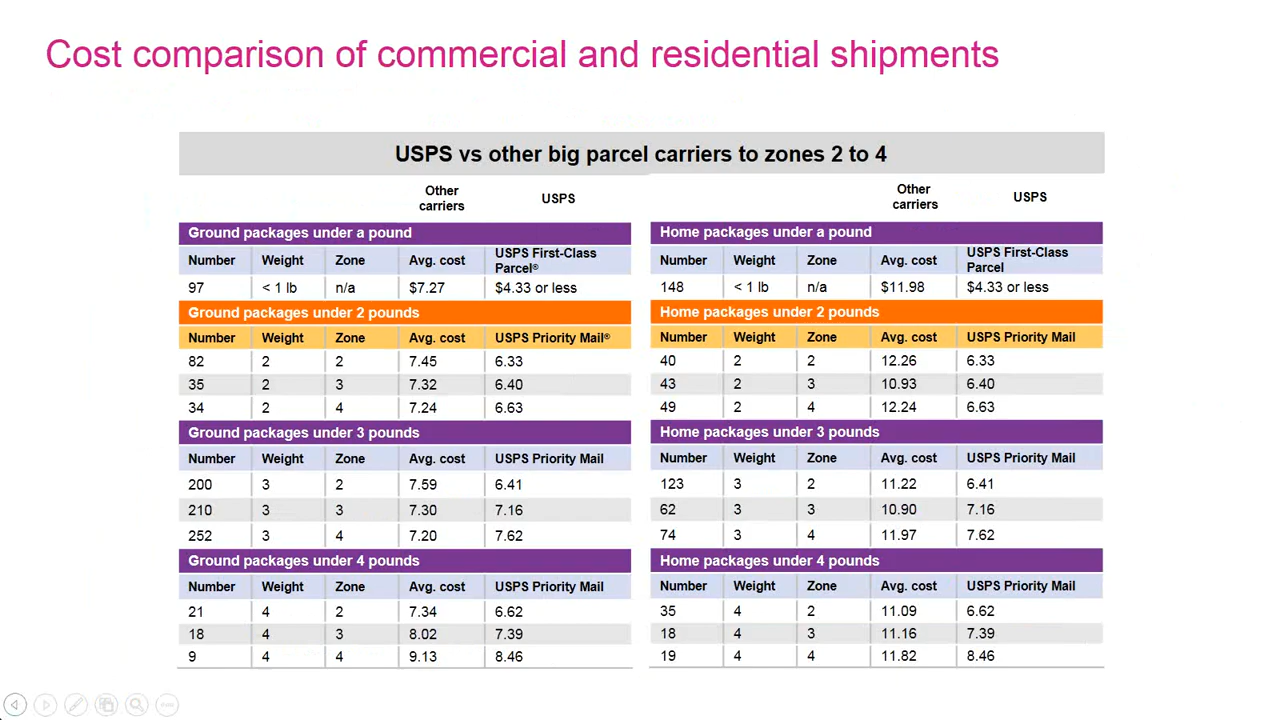 Cost comparison of commercial and residential shipments
USPS vs other big parcel carriers to zones 2 to 4
Other carriers USPS
Ground packages under a pound
Number Weight Zone Avg. cost USPS First-Class Parcel®
97 < 1 lb n/a $7.27 $4.33 or less
Ground packages under 2 pounds
Number Weight Zone Avg. cost USPS Priority Mail®
82 2 2 7.45 6.33
35 2 3 7.32 6.40
34 2 4 7.24 6.63
Ground packages under 3 pounds
Number Weight Zone Avg. cost USPS Priority Mail
200 3 2 7.59 6.41
210 3 3 7.30 7.16
252 3 4 7.20 7.62
Ground packages under 4 pounds
Number Weight Zone Avg. cost USPS Priority Mail
21 4 2 7.34 6.62
18 4 3 8.02 7.39
9 4 4 9.13 8.46
Other carriers USPS
Home packages under a pound
Number Weight Zone Avg. cost USPS First-Class Parcel
148 < 1 lb n/a $11.98 $4.33 or less
Home packages under 2 pounds
Number Weight Zone Avg. cost USPS Priority Mail
40 2 2 12.26 6.33
43 2 3 10.93 6.40
49 2 4 12.24 6.63
Home packages under 3 pounds
Number Weight Zone Avg. cost USPS Priority Mail
123 3 2 11.22 6.41
62 3 3 10.90 7.16
74 3 4 11.97 7.62
Home packages under 4 pounds
Number Weight Zone Avg. cost USPS Priority Mail
35 4 2 11.09 6.62
18 4 3 11.16 7.39
19 4 4 11.82 8.46